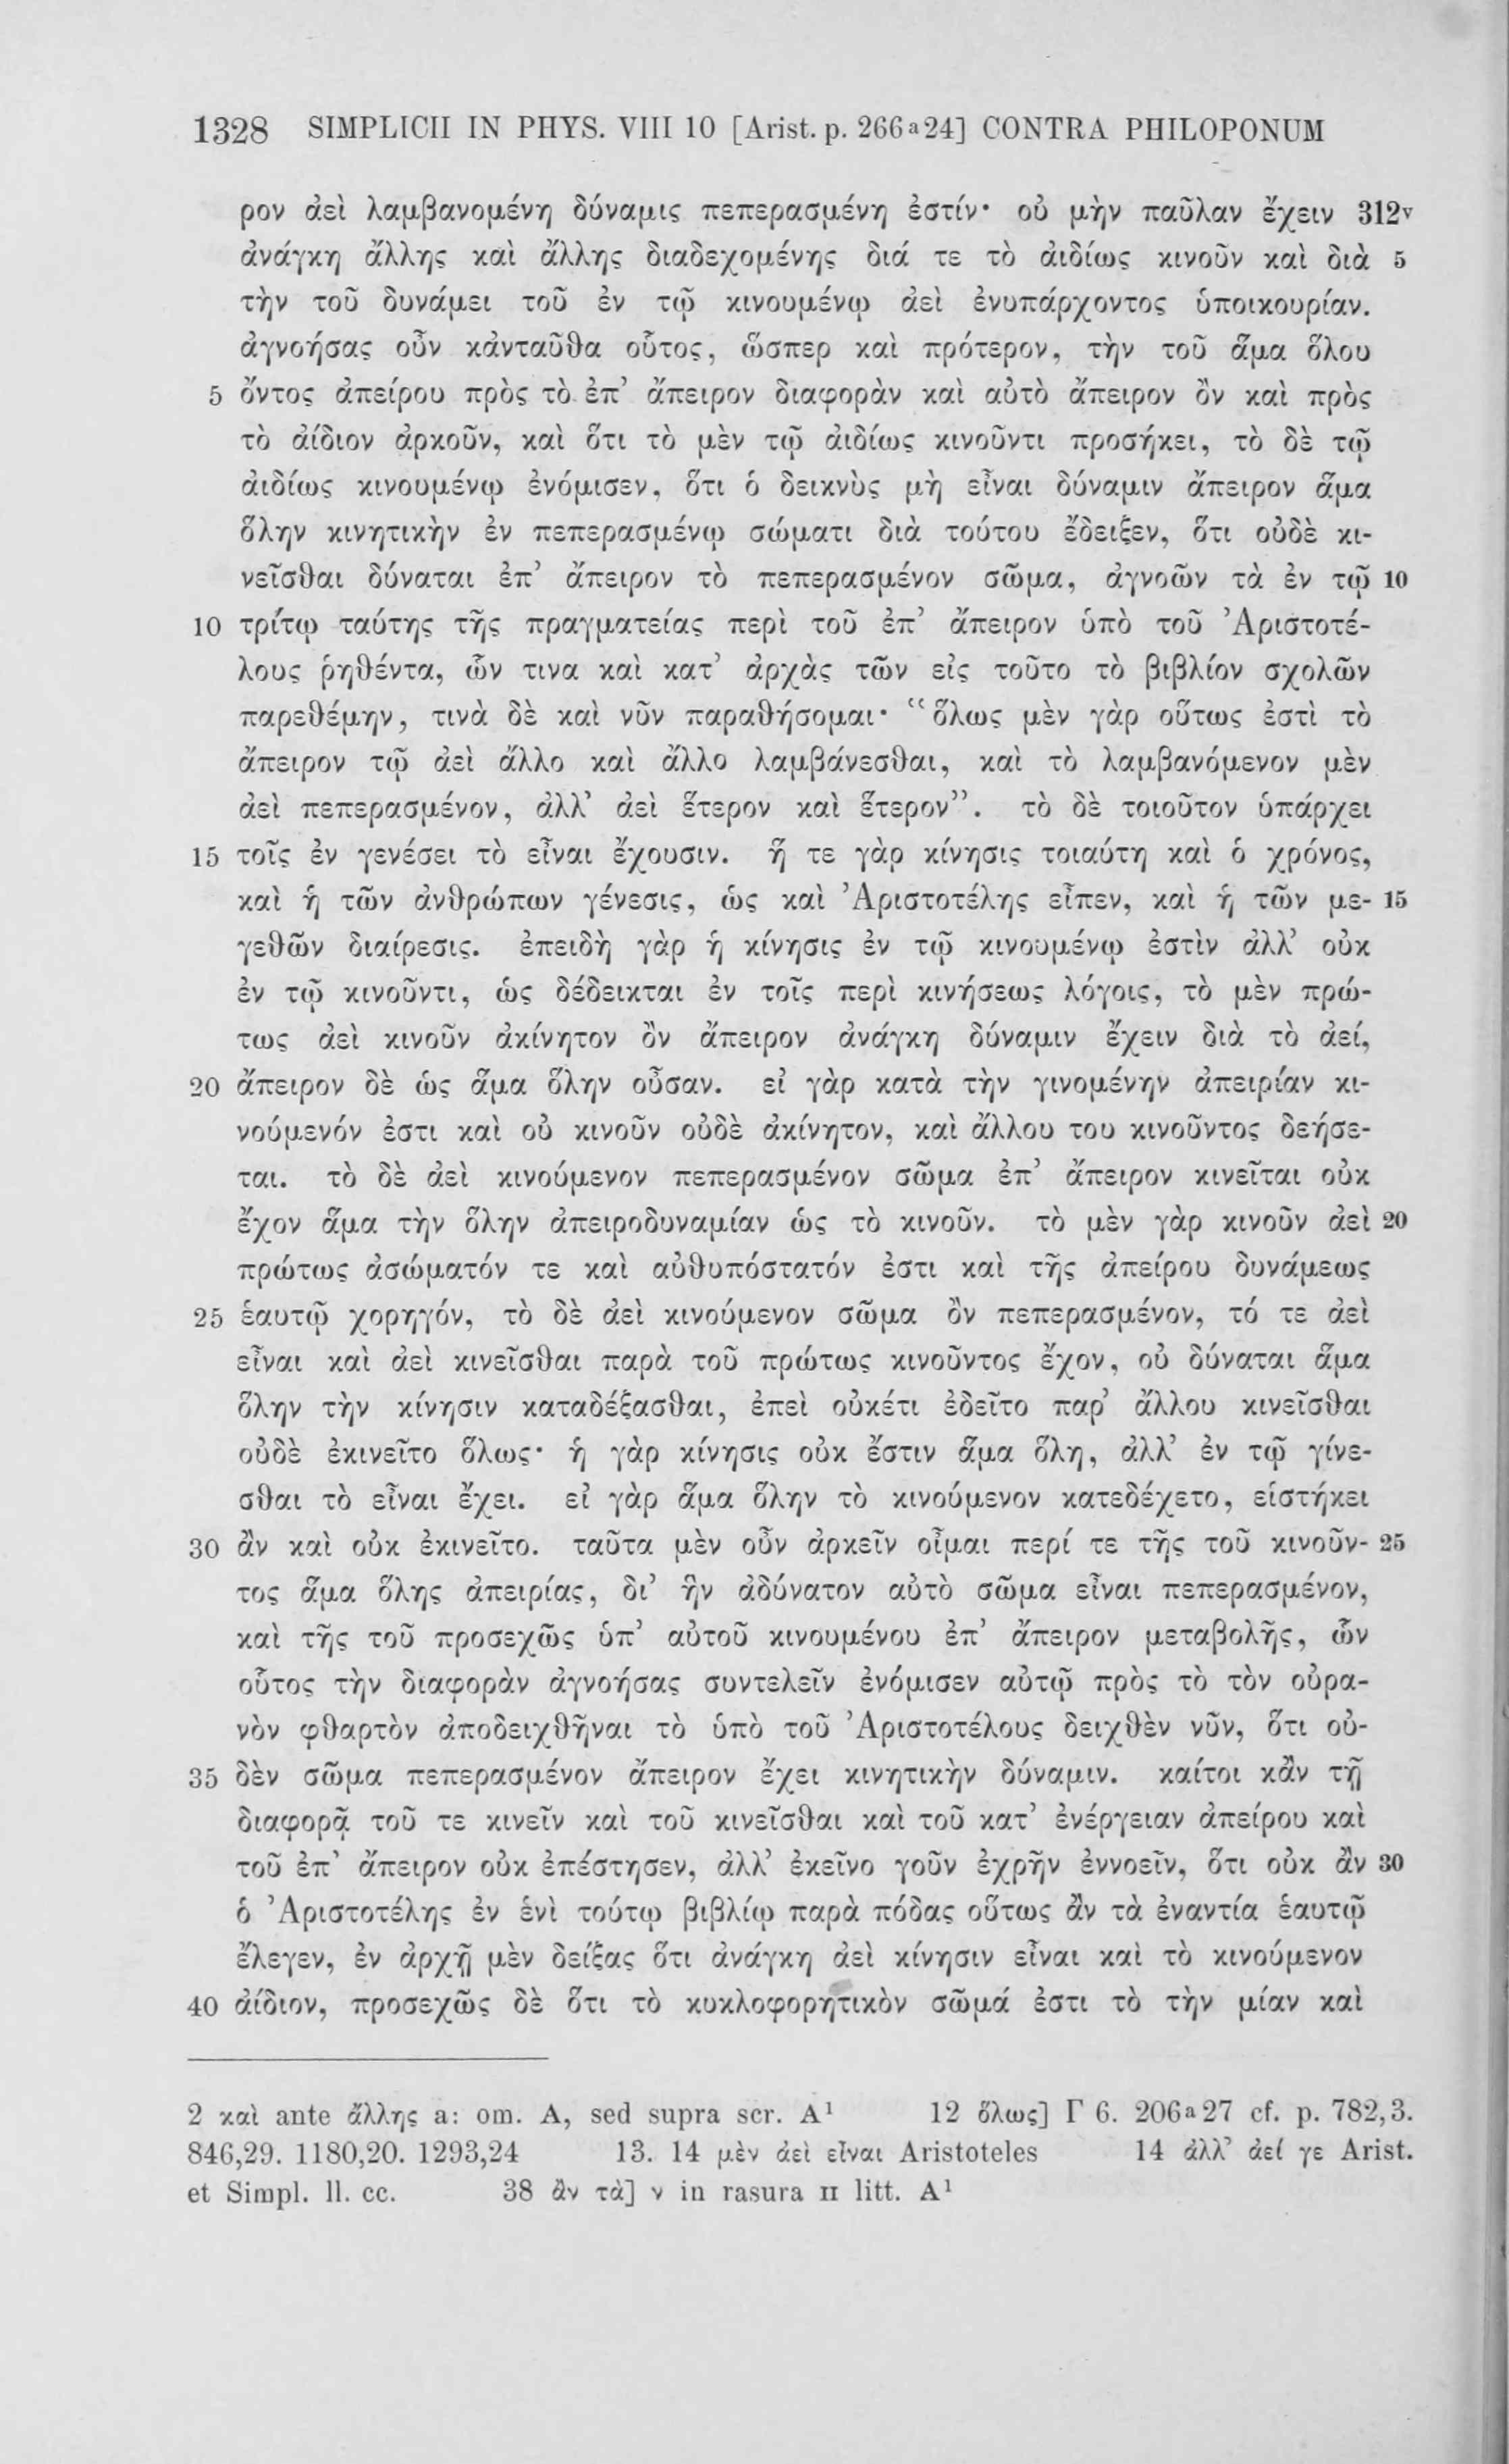 1328 SIMPLICII IN PHYS. VIII 10 [Arist. p. 266ª24] CONTRA PHILOPONUM
ρον ἀεὶ λαμβανομένη δύναμις πεπερασμένη ἐστίν· οὐ μὴν παῦλαν ἔχειν 312ᵛ
ἀνάγκη ἄλλης καὶ ἄλλης διαδεχομένης διά τε τὸ ἀιδίως κινοῦν καὶ διὰ 5
τὴν τοῦ δυνάμει τοῦ ἐν τῷ κινουμένῳ ἀεὶ ἐνυπάρχοντος ὑποικουρίαν.
ἀγνοήσας οὖν κἀνταῦθα οὗτος, ὥσπερ καὶ πρότερον, τὴν τοῦ ἅμα ὅλου
5 ὄντος ἀπείρου πρὸς τὸ ἐπ’ ἄπειρον διαφορὰν καὶ αὐτὸ ἄπειρον ὂν καὶ πρὸς
τὸ ἀίδιον ἀρκοῦν, καὶ ὅτι τὸ μὲν τῷ ἀιδίως κινοῦντι προσήκει, τὸ δὲ τῷ
ἀιδίως κινουμένῳ ἐνόμισεν, ὅτι ὁ δεικνὺς μὴ εἶναι δύναμιν ἄπειρον ἅμα
ὅλην κινητικὴν ἐν πεπερασμένῳ σώματι διὰ τούτου ἔδειξεν, ὅτι οὐδὲ κι-
νεῖσθαι δύναται ἐπ’ ἄπειρον τὸ πεπερασμένον σῶμα, ἀγνοῶν τὰ ἐν τῷ 10
10 τρίτῳ ταύτης τῆς πραγματείας περὶ τοῦ ἐπ’ ἄπειρον ὑπὸ τοῦ Ἀριστοτέ-
λους ῥηθέντα, ὧν τινα καὶ κατ’ ἀρχὰς τῶν εἰς τοῦτο τὸ βιβλίον σχολῶν
παρεθέμην, τινὰ δὲ καὶ νῦν παραθήσομαι· “ὅλως μὲν γὰρ οὕτως ἐστὶ τὸ
ἄπειρον τῷ ἀεὶ ἄλλο καὶ ἄλλο λαμβάνεσθαι, καὶ τὸ λαμβανόμενον μὲν
ἀεὶ πεπερασμένον, ἀλλ’ ἀεὶ ἕτερον καὶ ἕτερον”. τὸ δὲ τοιοῦτον ὑπάρχει
15 τοῖς ἐν γενέσει τὸ εἶναι ἔχουσιν. ἥ τε γὰρ κίνησις τοιαύτη καὶ ὁ χρόνος,
καὶ ἡ τῶν ἀνθρώπων γένεσις, ὡς καὶ Ἀριστοτέλης εἶπεν, καὶ ἡ τῶν με- 15
γεθῶν διαίρεσις. ἐπειδὴ γὰρ ἡ κίνησις ἐν τῷ κινουμένῳ ἐστὶν ἀλλ’ οὐκ
ἐν τῷ κινοῦντι, ὡς δέδεικται ἐν τοῖς περὶ κινήσεως λόγοις, τὸ μὲν πρώ-
τως ἀεὶ κινοῦν ἀκίνητον ὂν ἄπειρον ἀνάγκη δύναμιν ἔχειν διὰ τὸ ἀεί,
20 ἄπειρον δὲ ὡς ἅμα ὅλην οὖσαν. εἰ γὰρ κατὰ τὴν γινομένην ἀπειρίαν κι-
νούμενόν ἐστι καὶ οὐ κινοῦν οὐδὲ ἀκίνητον, καὶ ἄλλου του κινοῦντος δεήσε-
ται. τὸ δὲ ἀεὶ κινούμενον πεπερασμένον σῶμα ἐπ’ ἄπειρον κινεῖται οὐκ
ἔχον ἅμα τὴν ὅλην ἀπειροδυναμίαν ὡς τὸ κινοῦν. τὸ μὲν γὰρ κινοῦν ἀεὶ 20
πρώτως ἀσώματόν τε καὶ αὐθυπόστατόν ἐστι καὶ τῆς ἀπείρου δυνάμεως
25 ἑαυτῷ χορηγόν, τὸ δὲ ἀεὶ κινούμενον σῶμα ὂν πεπερασμένον, τό τε ἀεὶ
εἶναι καὶ ἀεὶ κινεῖσθαι παρὰ τοῦ πρώτως κινοῦντος ἔχον, οὐ δύναται ἅμα
ὅλην τὴν κίνησιν καταδέξασθαι, ἐπεὶ οὐκέτι ἐδεῖτο παρ’ ἄλλου κινεῖσθαι
οὐδὲ ἐκινεῖτο ὅλως· ἡ γὰρ κίνησις οὐκ ἔστιν ἅμα ὅλη, ἀλλ’ ἐν τῷ γίνε-
σθαι τὸ εἶναι ἔχει. εἰ γὰρ ἅμα ὅλην τὸ κινούμενον κατεδέχετο, εἱστήκει
30 ἂν καὶ οὐκ ἐκινεῖτο. ταῦτα μὲν οὖν ἀρκεῖν οἶμαι περί τε τῆς τοῦ κινοῦν- 25
τος ἅμα ὅλης ἀπειρίας, δι’ ἣν ἀδύνατον αὐτὸ σῶμα εἶναι πεπερασμένον,
καὶ τῆς τοῦ προσεχῶς ὑπ’ αὐτοῦ κινουμένου ἐπ’ ἄπειρον μεταβολῆς, ὧν
οὗτος τὴν διαφορὰν ἀγνοήσας συντελεῖν ἐνόμισεν αὐτῷ πρὸς τὸ τὸν οὐρα-
νὸν φθαρτὸν ἀποδειχθῆναι τὸ ὑπὸ τοῦ Ἀριστοτέλους δειχθὲν νῦν, ὅτι οὐ-
35 δὲν σῶμα πεπερασμένον ἄπειρον ἔχει κινητικὴν δύναμιν. καίτοι κἂν τῇ
διαφορᾷ τοῦ τε κινεῖν καὶ τοῦ κινεῖσθαι καὶ τοῦ κατ’ ἐνέργειαν ἀπείρου καὶ
τοῦ ἐπ’ ἄπειρον οὐκ ἐπέστησεν, ἀλλ’ ἐκεῖνο γοῦν ἐχρῆν ἐννοεῖν, ὅτι οὐκ ἂν 30
ὁ Ἀριστοτέλης ἐν ἑνὶ τούτῳ βιβλίῳ παρὰ πόδας οὕτως ἂν τὰ ἐναντία ἑαυτῷ
ἔλεγεν, ἐν ἀρχῇ μὲν δείξας ὅτι ἀνάγκη ἀεὶ κίνησιν εἶναι καὶ τὸ κινούμενον
40 ἀίδιον, προσεχῶς δὲ ὅτι τὸ κυκλοφορητικὸν σῶμά ἐστι τὸ τὴν μίαν καὶ
2 καὶ ante ἄλλης a: om. A, sed supra scr. A¹ 12 ὅλως] Γ 6. 206ª27 cf. p. 782,3.
846,29. 1180,20. 1293,24 13. 14 μὲν ἀεὶ εἶναι Aristoteles 14 ἀλλ’ ἀεί γε Arist.
et Simpl. ll. cc. 38 ἂν τὰ] ν in rasura II litt. A¹